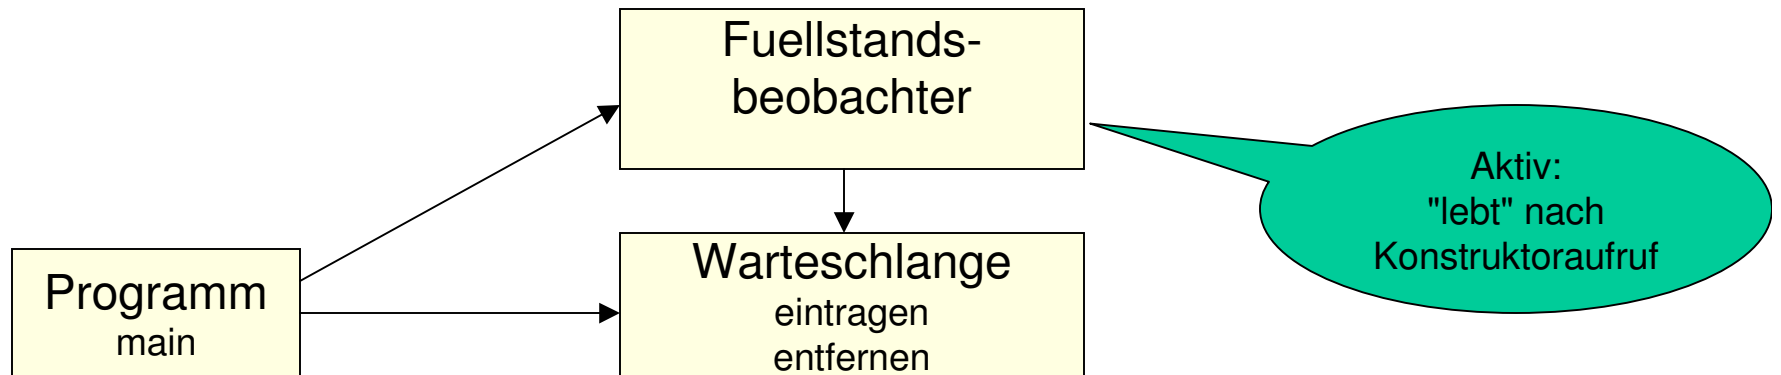 Fuellstands-
beobachter
Aktiv:
"lebt" nach
Konstruktoraufruf
Warteschlange
eintragen
entfernen
Programm
main